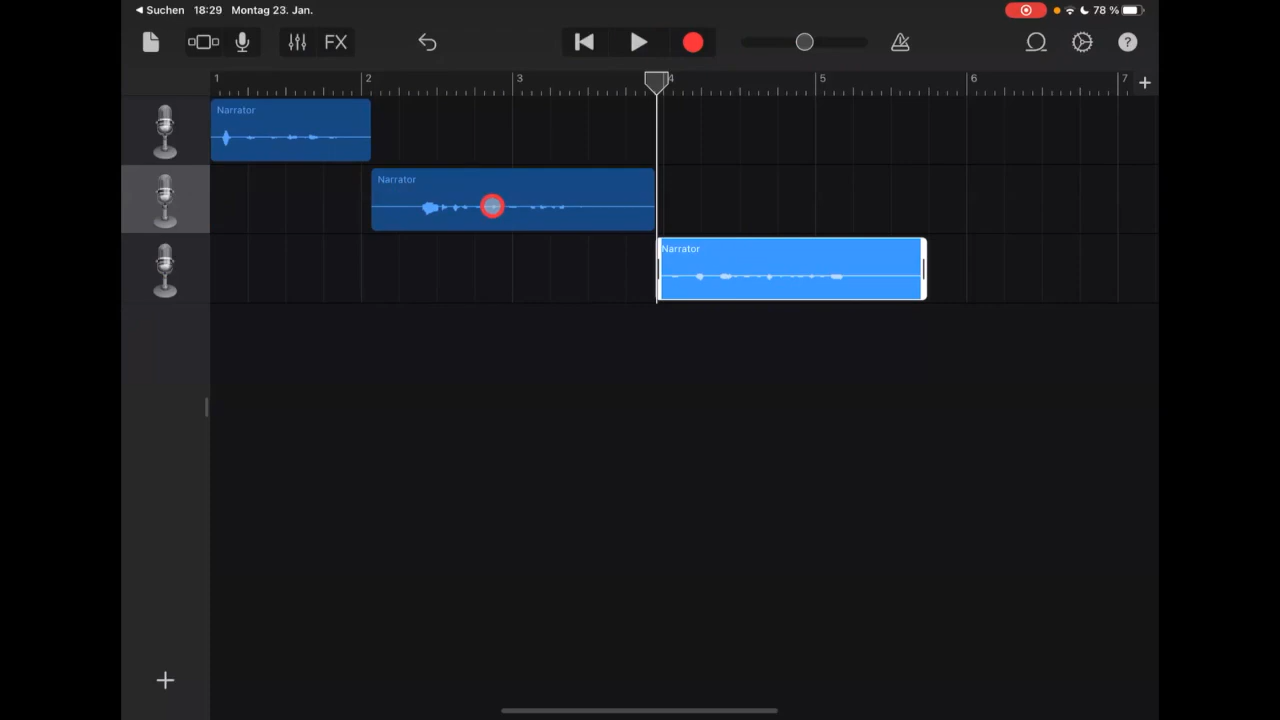 ◀ Suchen 18:29 Montag 23. Jan. 78 %
FX ?
1 2 3 4 5 6 7 +
Narrator
Narrator
Narrator
+